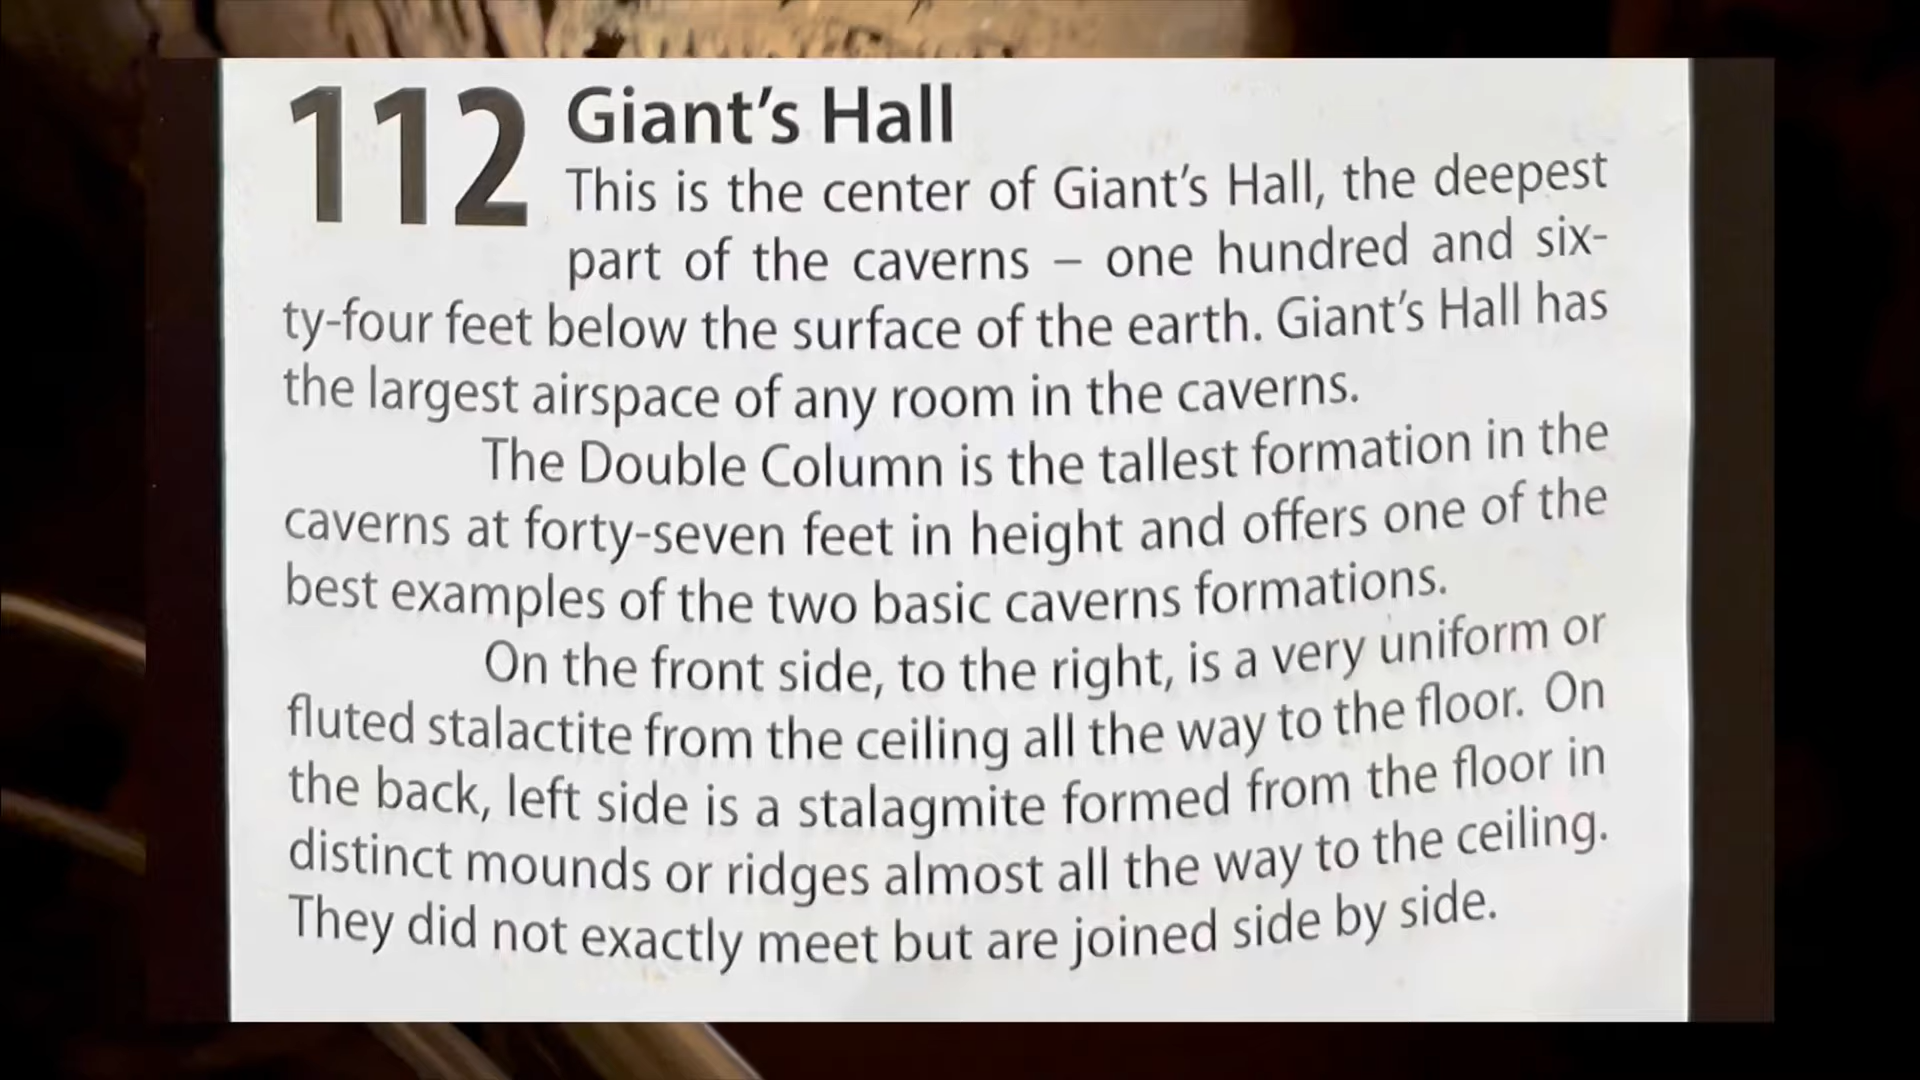 112 Giant’s Hall
This is the center of Giant’s Hall, the deepest
part of the caverns – one hundred and six-
ty-four feet below the surface of the earth. Giant’s Hall has
the largest airspace of any room in the caverns.
The Double Column is the tallest formation in the
caverns at forty-seven feet in height and offers one of the
best examples of the two basic caverns formations.
On the front side, to the right, is a very uniform or
fluted stalactite from the ceiling all the way to the floor. On
the back, left side is a stalagmite formed from the floor in
distinct mounds or ridges almost all the way to the ceiling.
They did not exactly meet but are joined side by side.